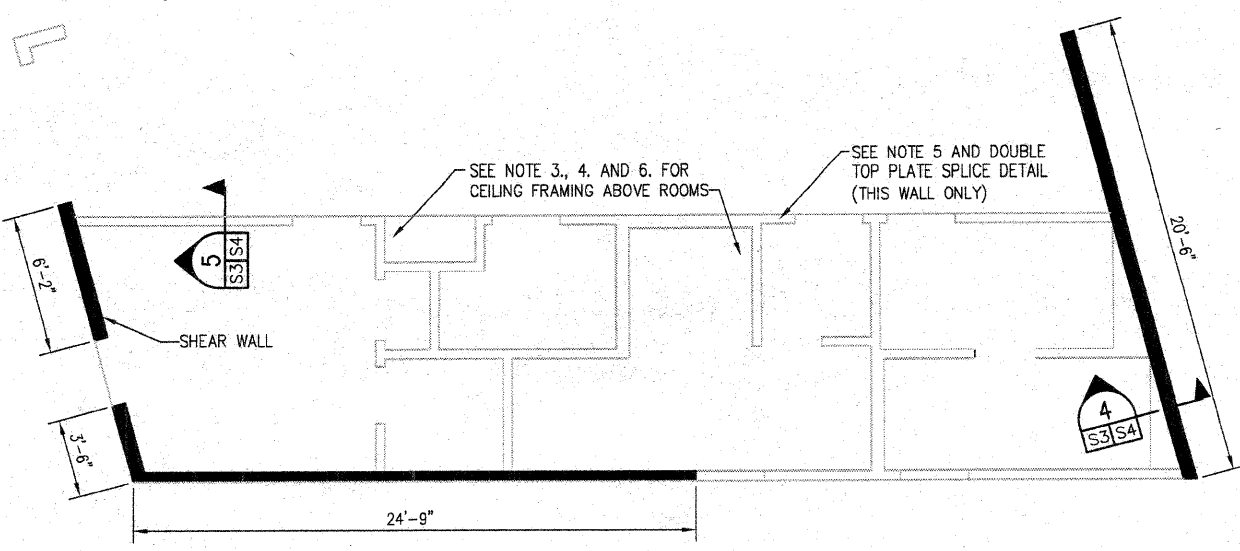 SEE NOTE 3., 4. AND 6. FOR
CEILING FRAMING ABOVE ROOMS
SEE NOTE 5 AND DOUBLE
TOP PLATE SPLICE DETAIL
(THIS WALL ONLY)
20'-6"
5
S3 S4
6'-2"
SHEAR WALL
4
S3 S4
3'-6"
24'-9"